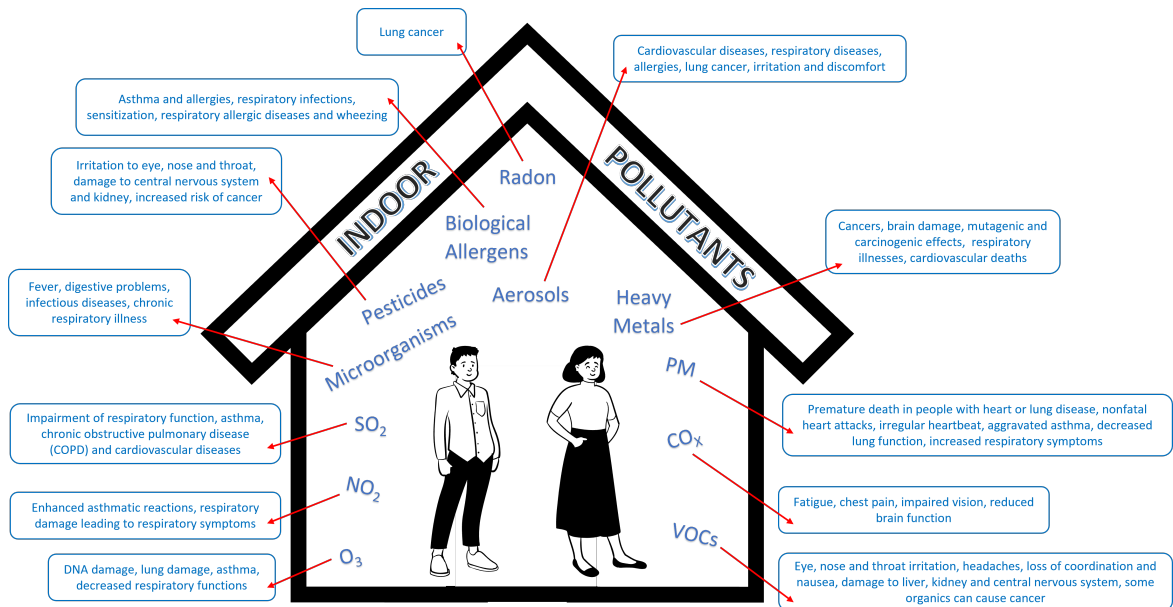 Lung cancer
Cardiovascular diseases, respiratory diseases,
allergies, lung cancer, irritation and discomfort
Asthma and allergies, respiratory infections,
sensitization, respiratory allergic diseases and wheezing
Irritation to eye, nose and throat,
damage to central nervous system
and kidney, increased risk of cancer
INDOOR
POLLUTANTS
Radon
Biological
Allergens
Aerosols
Pesticides
Heavy
Metals
Cancers, brain damage, mutagenic and
carcinogenic effects, respiratory
illnesses, cardiovascular deaths
Fever, digestive problems,
infectious diseases, chronic
respiratory illness
Microorganisms
PM
Impairment of respiratory function, asthma,
chronic obstructive pulmonary disease
(COPD) and cardiovascular diseases
SO₂
COₓ
Premature death in people with heart or lung disease, nonfatal
heart attacks, irregular heartbeat, aggravated asthma, decreased
lung function, increased respiratory symptoms
Enhanced asthmatic reactions, respiratory
damage leading to respiratory symptoms
NO₂
Fatigue, chest pain, impaired vision, reduced
brain function
DNA damage, lung damage, asthma,
decreased respiratory functions
O₃
VOCs
Eye, nose and throat irritation, headaches, loss of coordination and
nausea, damage to liver, kidney and central nervous system, some
organics can cause cancer